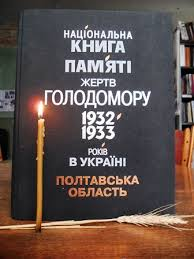 НАЦІОНАЛЬНА
КНИГА
ПАМ'ЯТІ
ЖЕРТВ
ГОЛОДОМОРУ
1932
1933
РОКІВ
В УКРАЇНІ
ПОЛТАВСЬКА
ОБЛАСТЬ